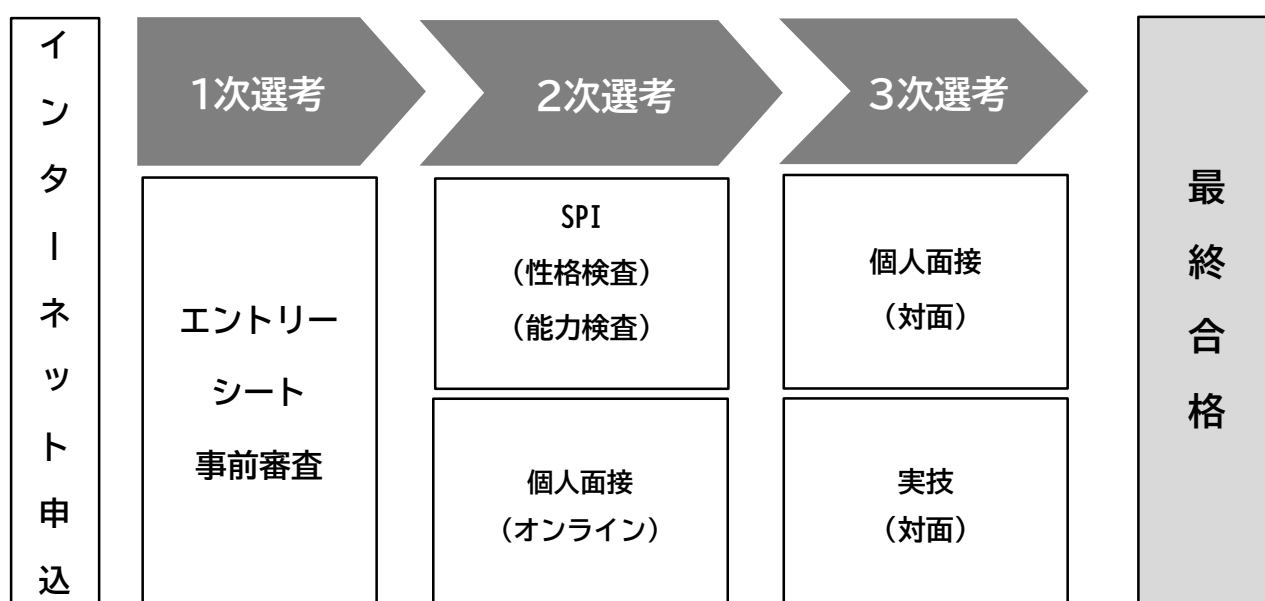 インターネット申込
1次選考
2次選考
3次選考
エントリー
シート
事前審査
SPI
(性格検査)
(能力検査)
個人面接
(オンライン)
個人面接
(対面)
実技
(対面)
最終合格